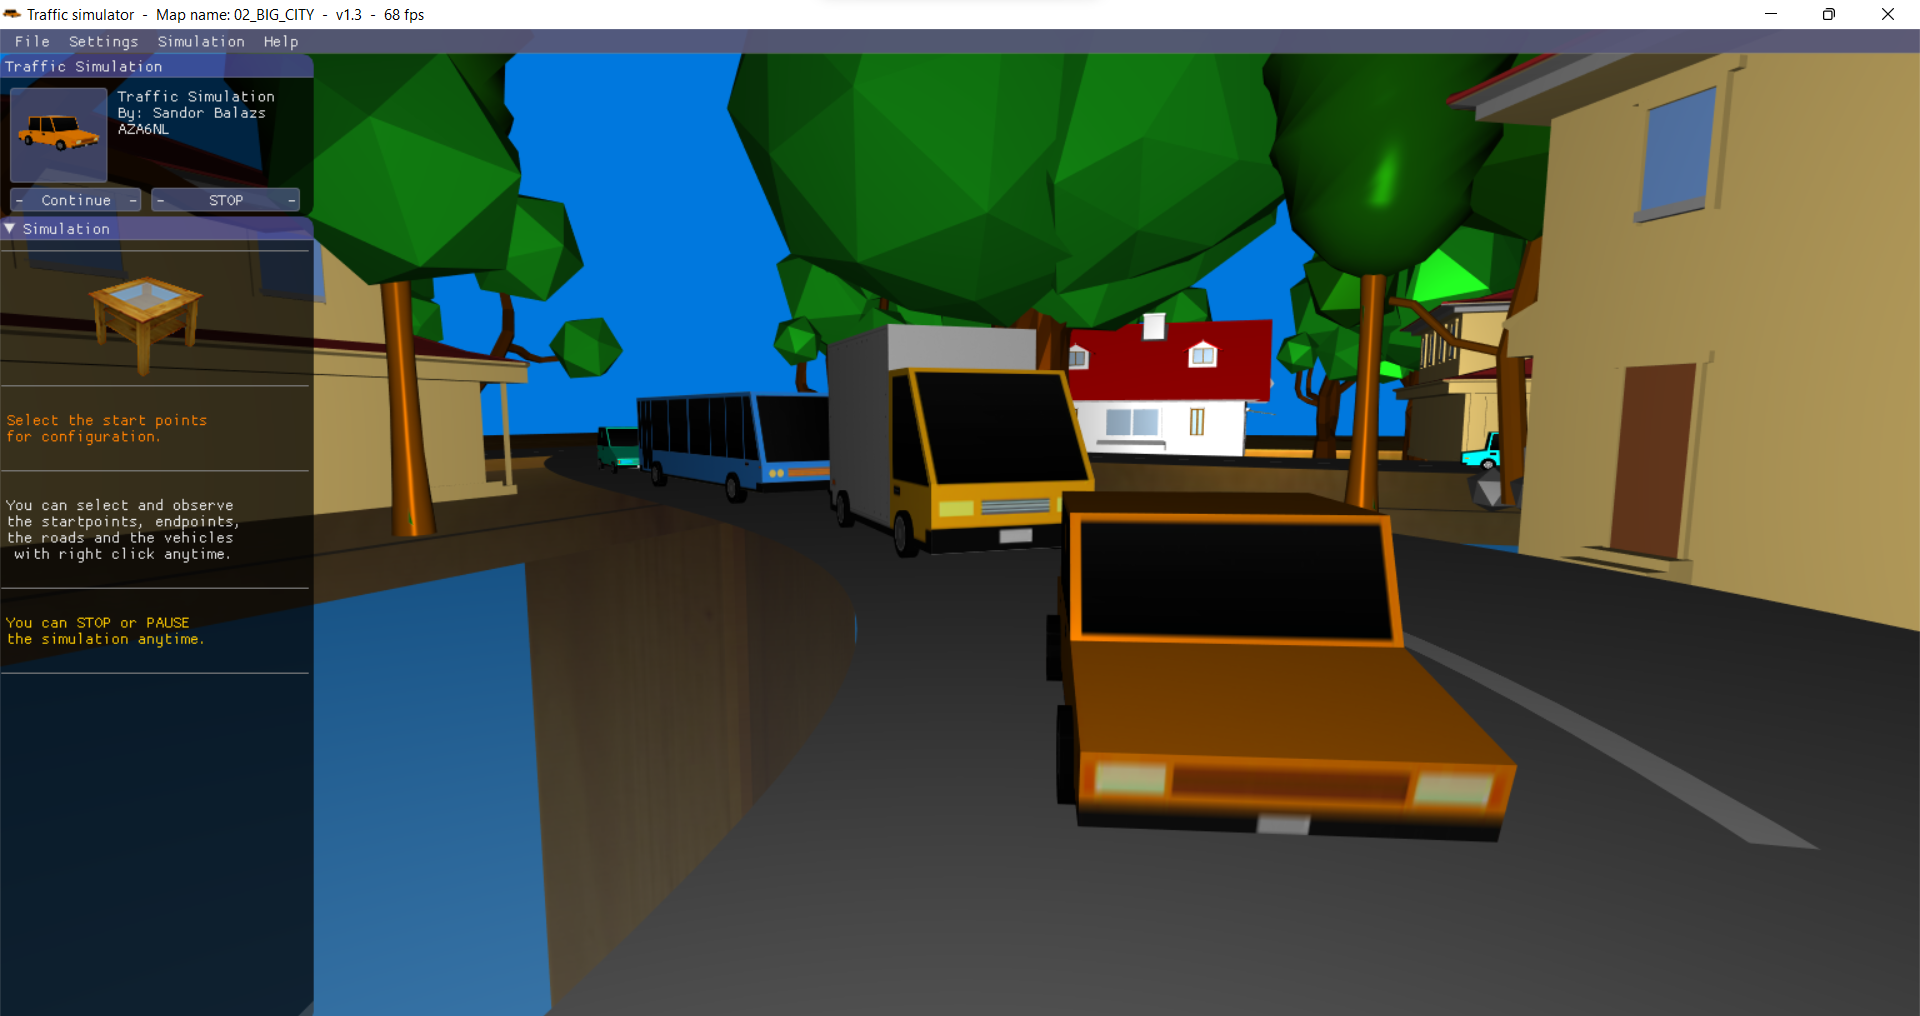 Traffic simulator - Map name: 02_BIG_CITY - v1.3 - 68 fps
File Settings Simulation Help
Traffic Simulation
Traffic Simulation
By: Sandor Balazs
AZA6NL
- Continue -
- STOP -
Simulation
Select the start points
for configuration.
You can select and observe
the startpoints, endpoints,
the roads and the vehicles
with right click anytime.
You can STOP or PAUSE
the simulation anytime.